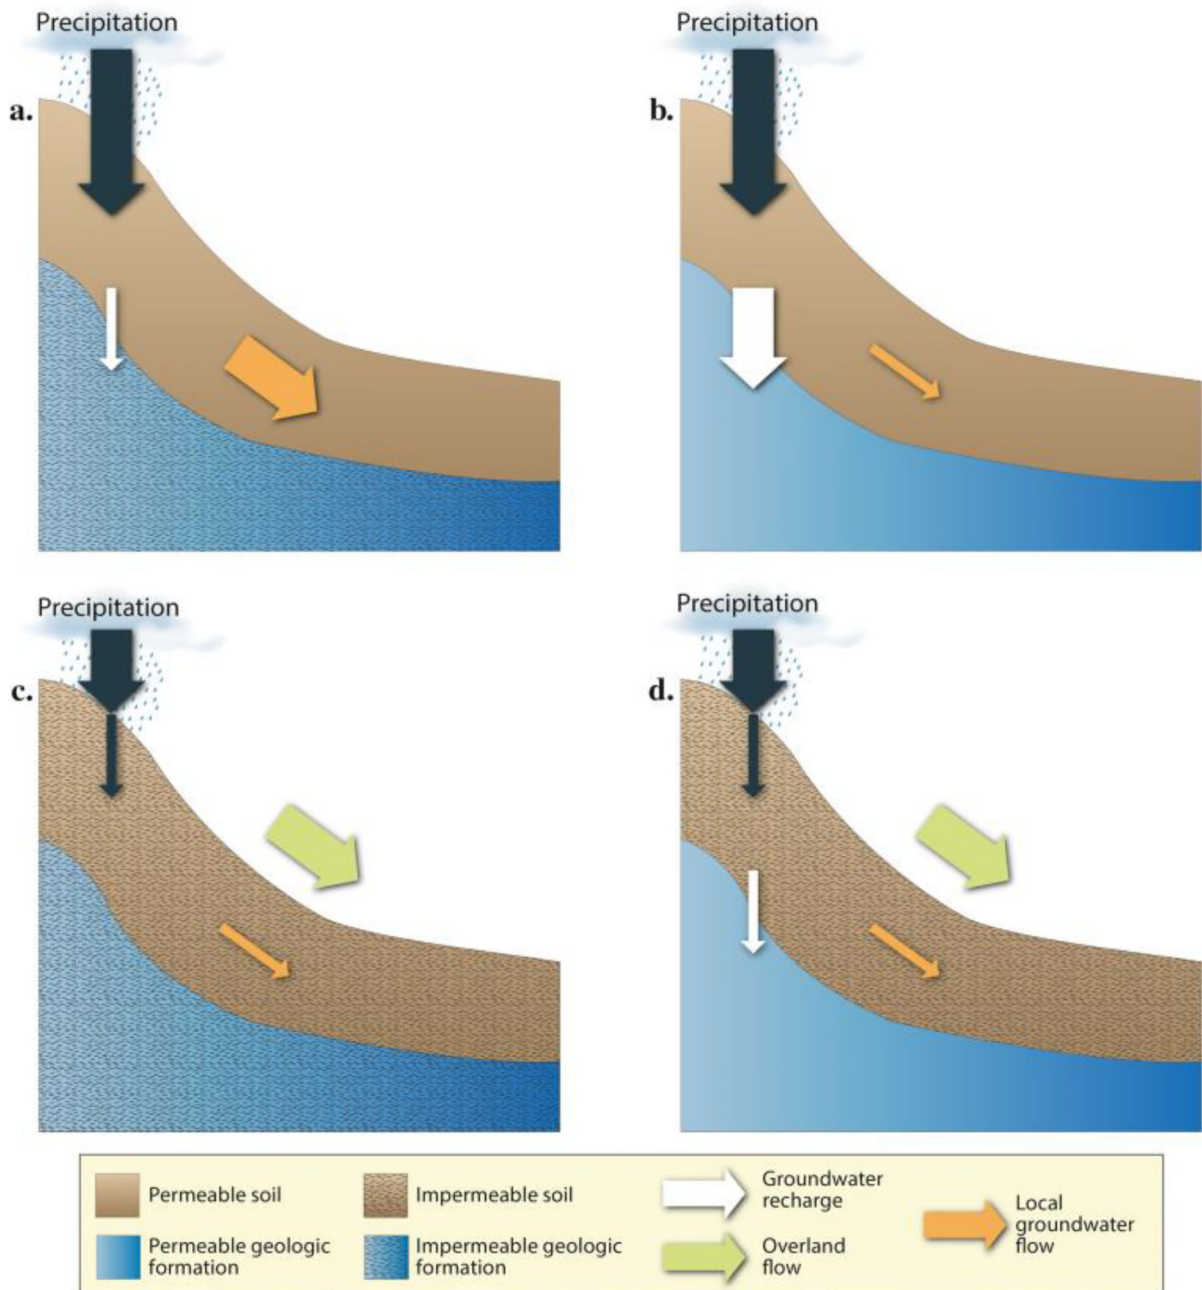 Precipitation
a.
Precipitation
b.
Precipitation
c.
Precipitation
d.
Permeable soil
Impermeable soil
Groundwater
recharge
Local
groundwater
flow
Permeable geologic
formation
Impermeable geologic
formation
Overland
flow